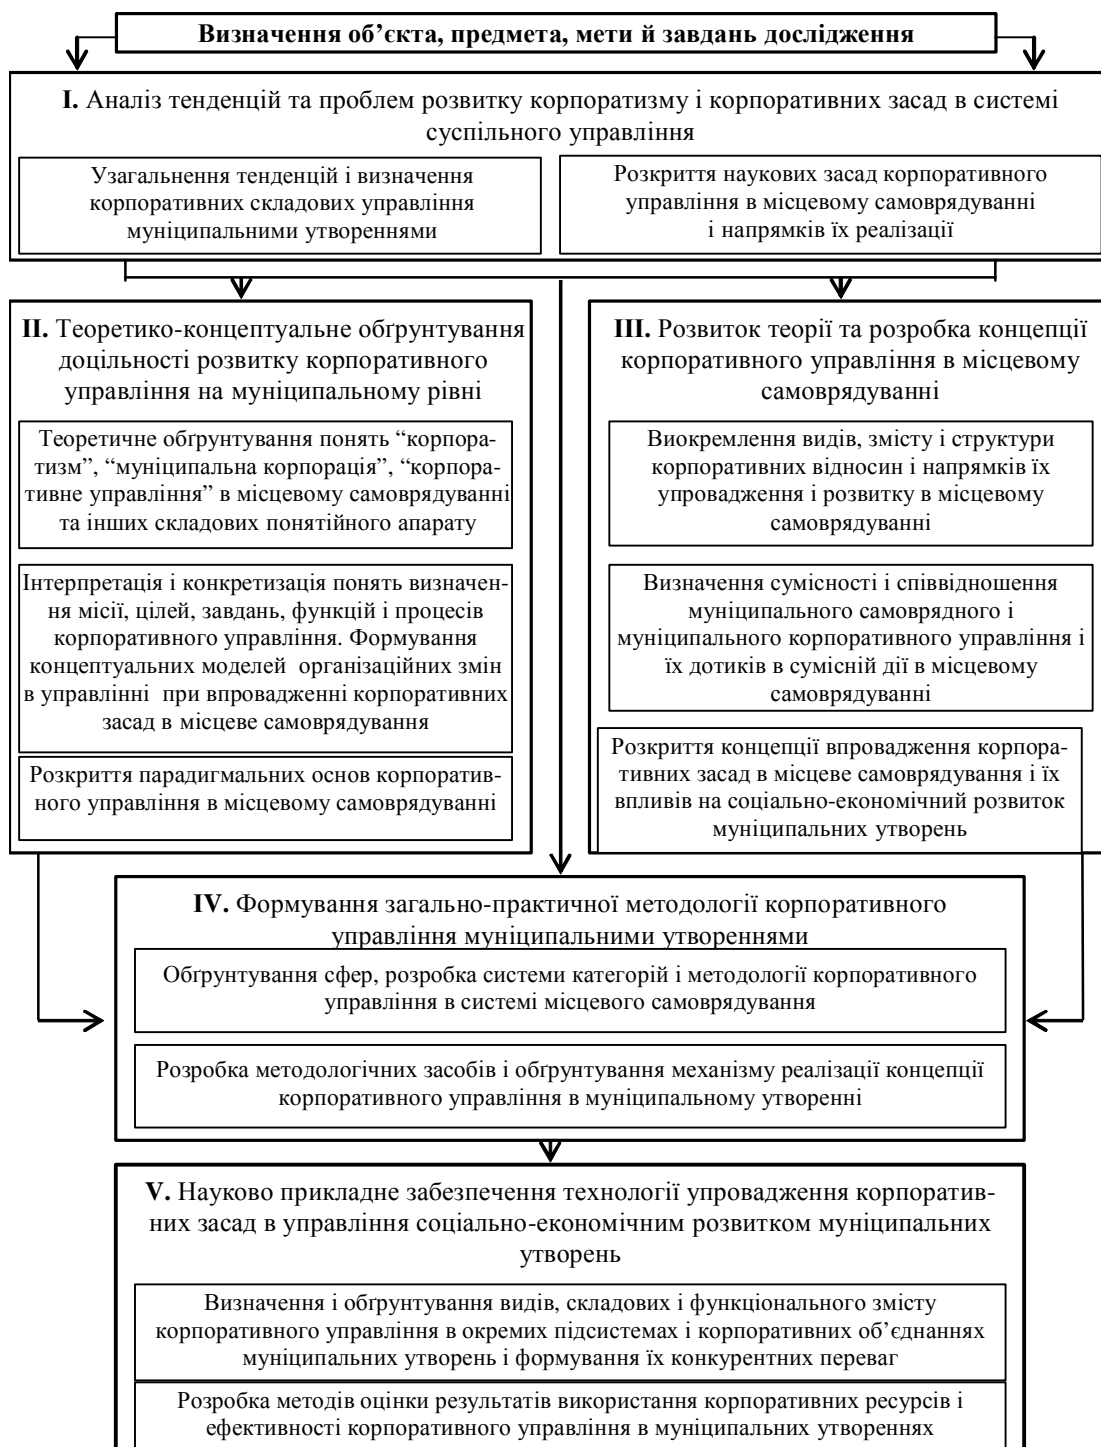 Визначення об’єкта, предмета, мети й завдань дослідження
I. Аналіз тенденцій та проблем розвитку корпоратизму і корпоративних засад в системі
суспільного управління
Узагальнення тенденцій і визначення
корпоративних складових управління
муніципальними утвореннями
Розкриття наукових засад корпоративного
управління в місцевому самоврядуванні
і напрямків їх реалізації
II. Теоретико-концептуальне обґрунтування
доцільності розвитку корпоративного
управління на муніципальному рівні
Теоретичне обґрунтування понять “корпора-
тизм”, “муніципальна корпорація”, “корпора-
тивне управління” в місцевому самоврядуванні
та інших складових понятійного апарату
Інтерпретація і конкретизація понять визначен-
ня місії, цілей, завдань, функцій і процесів
корпоративного управління. Формування
концептуальних моделей організаційних змін
в управлінні при впровадженні корпоративних
засад в місцеве самоврядування
Розкриття парадигмальних основ корпоратив-
ного управління в місцевому самоврядуванні
III. Розвиток теорії та розробка концепції
корпоративного управління в місцевому
самоврядуванні
Виокремлення видів, змісту і структури
корпоративних відносин і напрямків їх
упровадження і розвитку в місцевому
самоврядуванні
Визначення сумісності і співвідношення
муніципального самоврядного і
муніципального корпоративного управління і
їх дотиків в сумісній дії в місцевому
самоврядуванні
Розкриття концепції впровадження корпора-
тивних засад в місцеве самоврядування і їх
впливів на соціально-економічний розвиток
муніципальних утворень
IV. Формування загально-практичної методології корпоративного
управління муніципальними утвореннями
Обґрунтування сфер, розробка системи категорій і методології корпоративного
управління в системі місцевого самоврядування
Розробка методологічних засобів і обґрунтування механізму реалізації концепції
корпоративного управління в муніципальному утворенні
V. Науково прикладне забезпечення технології упровадження корпоратив-
них засад в управління соціально-економічним розвитком муніципальних
утворень
Визначення і обґрунтування видів, складових і функціонального змісту
корпоративного управління в окремих підсистемах і корпоративних об’єднаннях
муніципальних утворень і формування їх конкурентних переваг
Розробка методів оцінки результатів використання корпоративних ресурсів і
ефективності корпоративного управління в муніципальних утвореннях